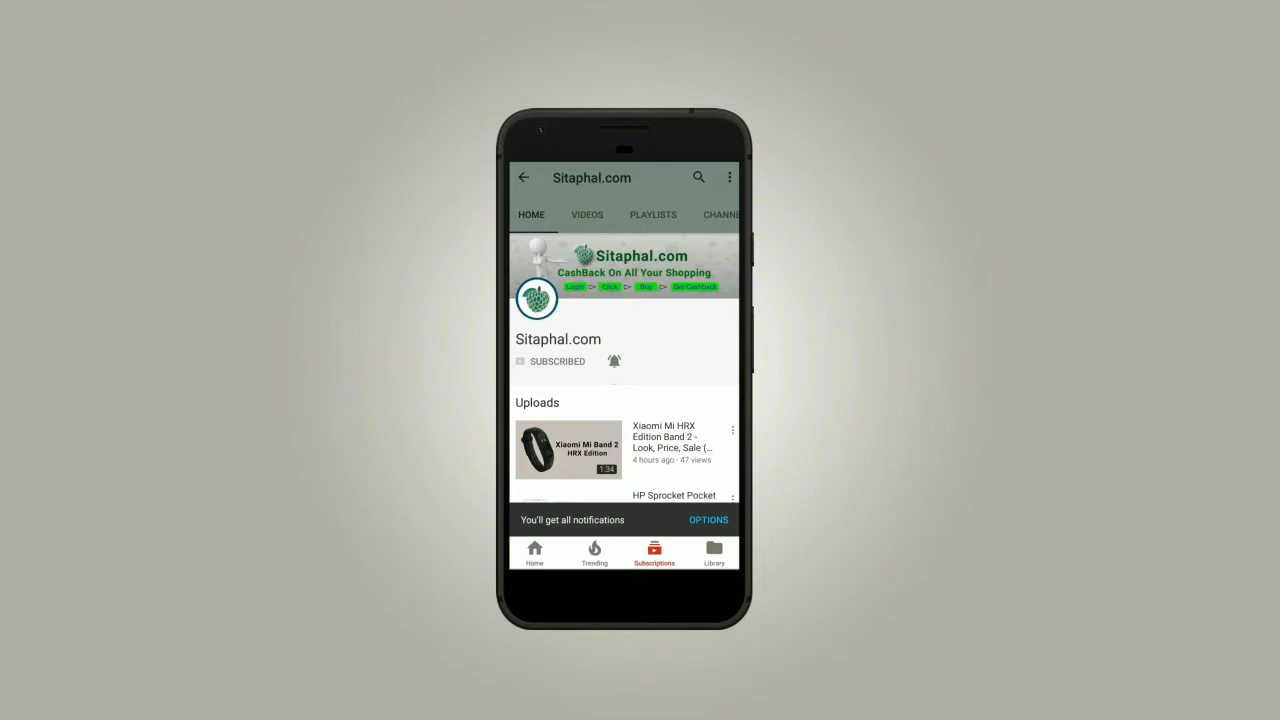 Sitaphal.com
HOME VIDEOS PLAYLISTS CHANNE
Sitaphal.com
CashBack On All Your Shopping
Login Click Buy Get Cashback
Sitaphal.com
SUBSCRIBED
Uploads
Xiaomi Mi Band 2
HRX Edition
1:34
Xiaomi Mi HRX
Edition Band 2 -
Look, Price, Sale (...
4 hours ago · 47 views
HP Sprocket Pocket
You'll get all notifications OPTIONS
Home Trending Subscriptions Library